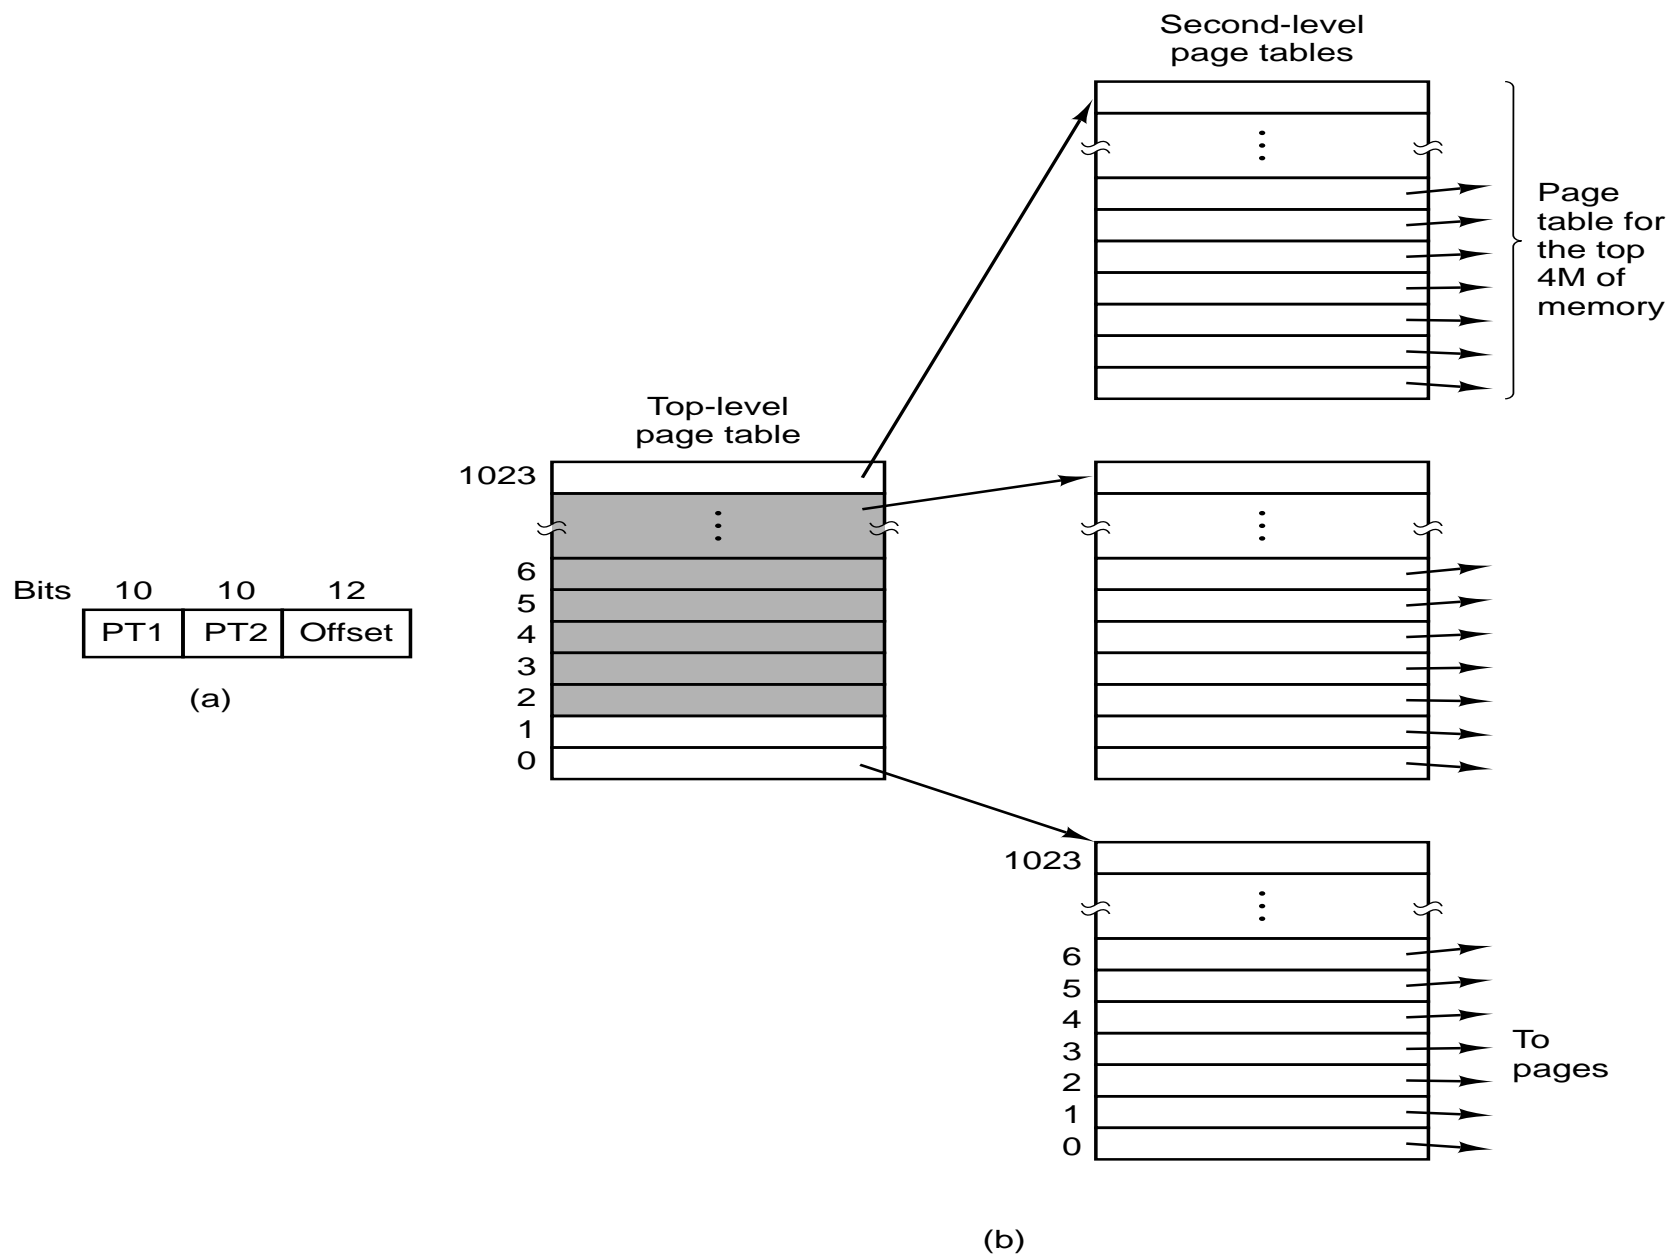 Second-level
page tables
Page
table for
the top
4M of
memory
Top-level
page table
1023
6
5
4
3
2
1
0
Bits 10 10 12
PT1 PT2 Offset
(a)
1023
6
5
4
3
2
1
0
To
pages
(b)